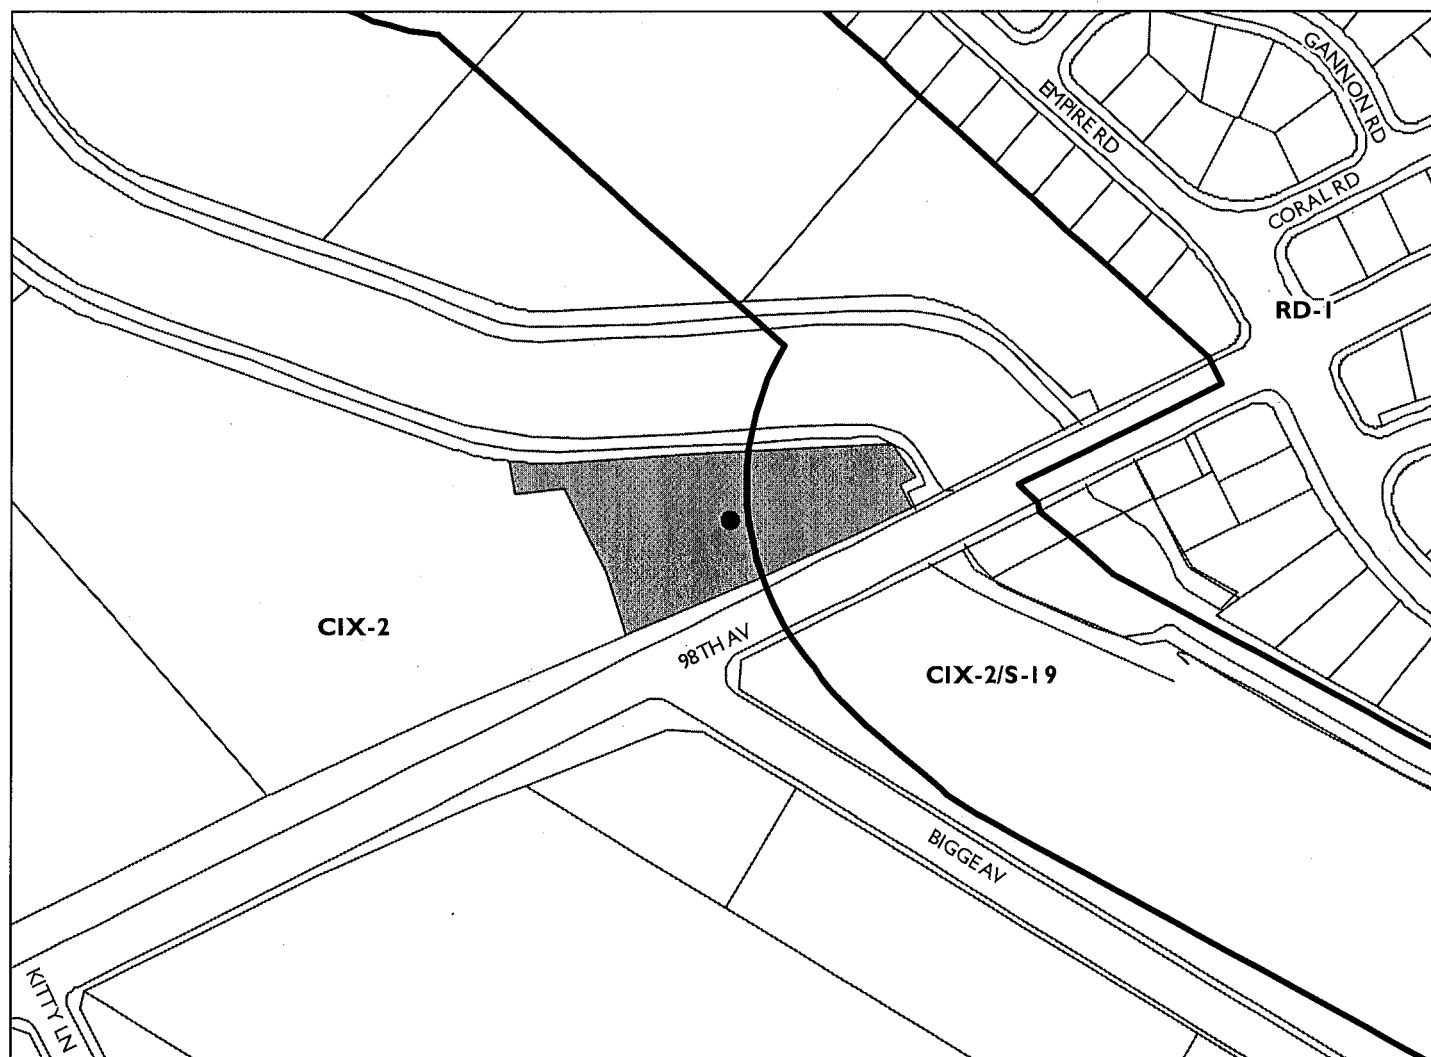 GANNON RD
EMPIRE RD
CORAL RD
RD-1
CIX-2
98TH AV
CIX-2/S-19
BIGGE AV
KITTY LN